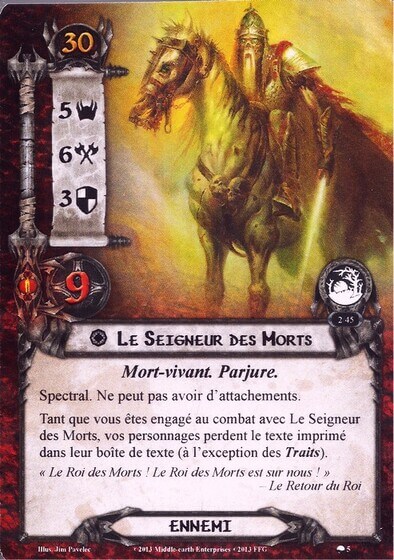 30
5
6
3
9
2-45
Le Seigneur des Morts
Mort-vivant. Parjure.
Spectral. Ne peut pas avoir d'attachements.
Tant que vous êtes engagé au combat avec Le Seigneur
des Morts, vos personnages perdent le texte imprimé
dans leur boîte de texte (à l'exception des Traits).
« Le Roi des Morts ! Le Roi des Morts est sur nous ! »
– Le Retour du Roi
ENNEMI
Illus. Jim Pavelec
©2013 Middle-earth Enterprises • ©2013 FFG
5